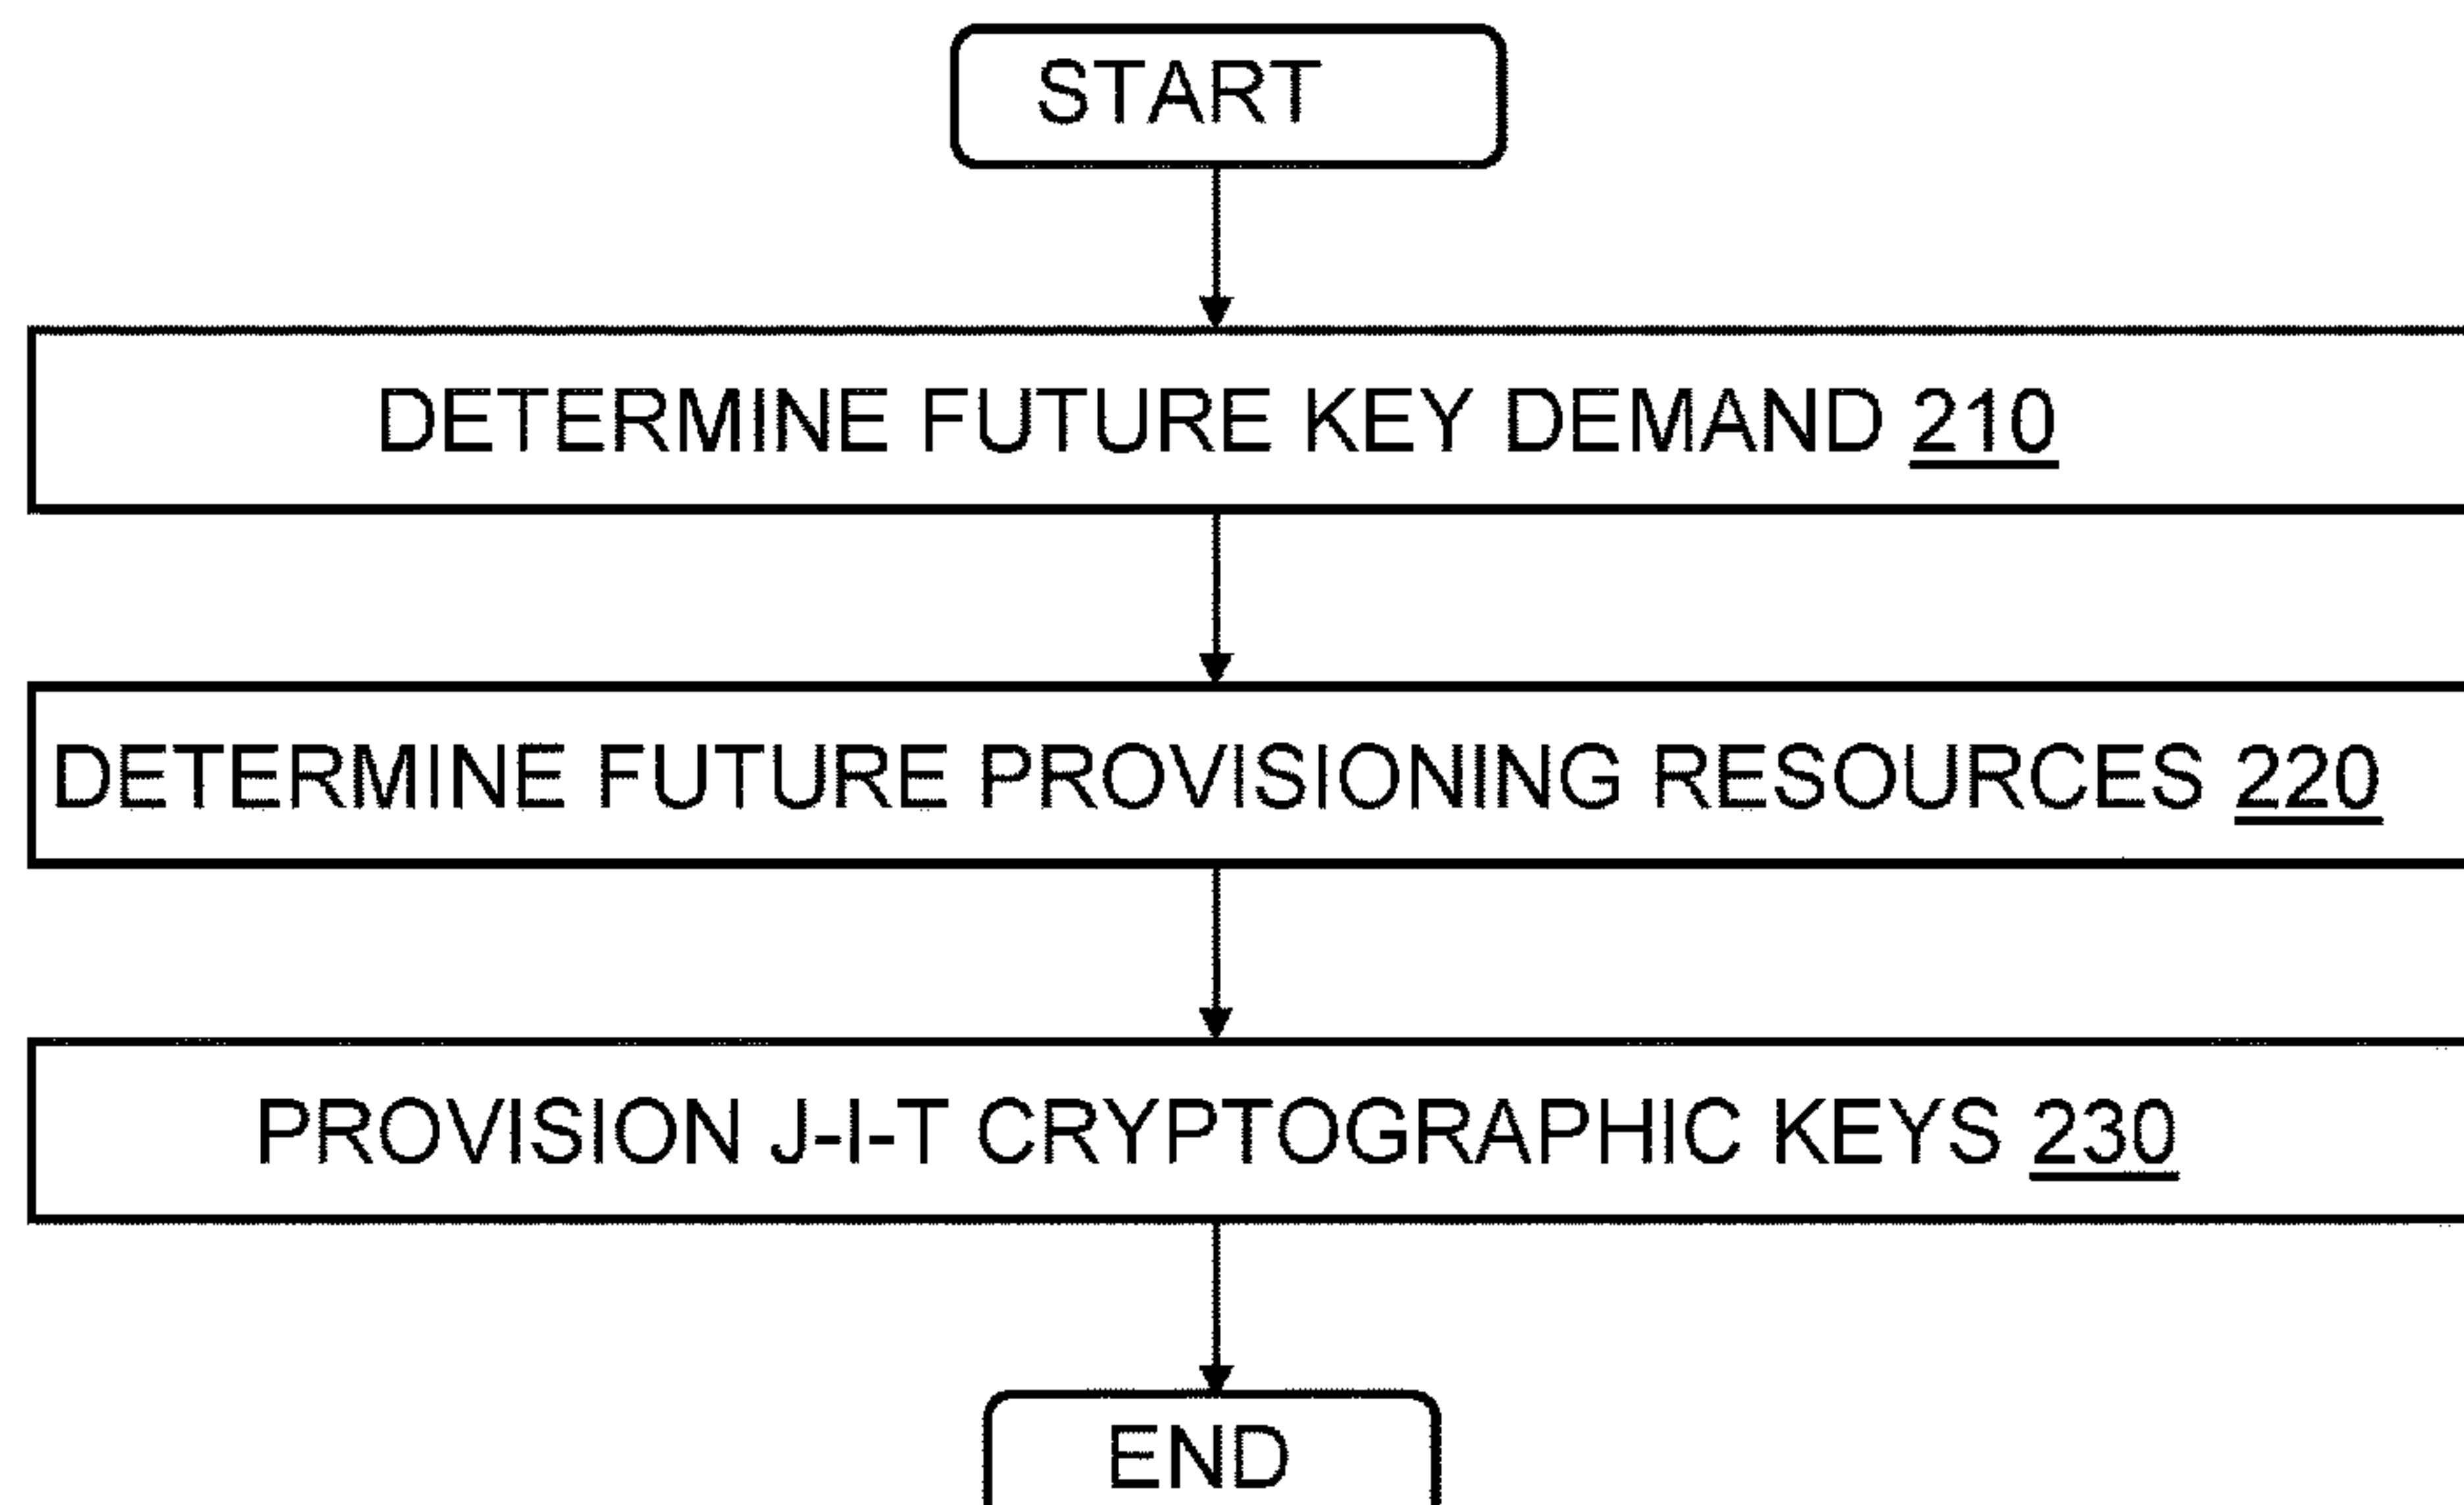 START
DETERMINE FUTURE KEY DEMAND 210
DETERMINE FUTURE PROVISIONING RESOURCES 220
PROVISION J-I-T CRYPTOGRAPHIC KEYS 230
END